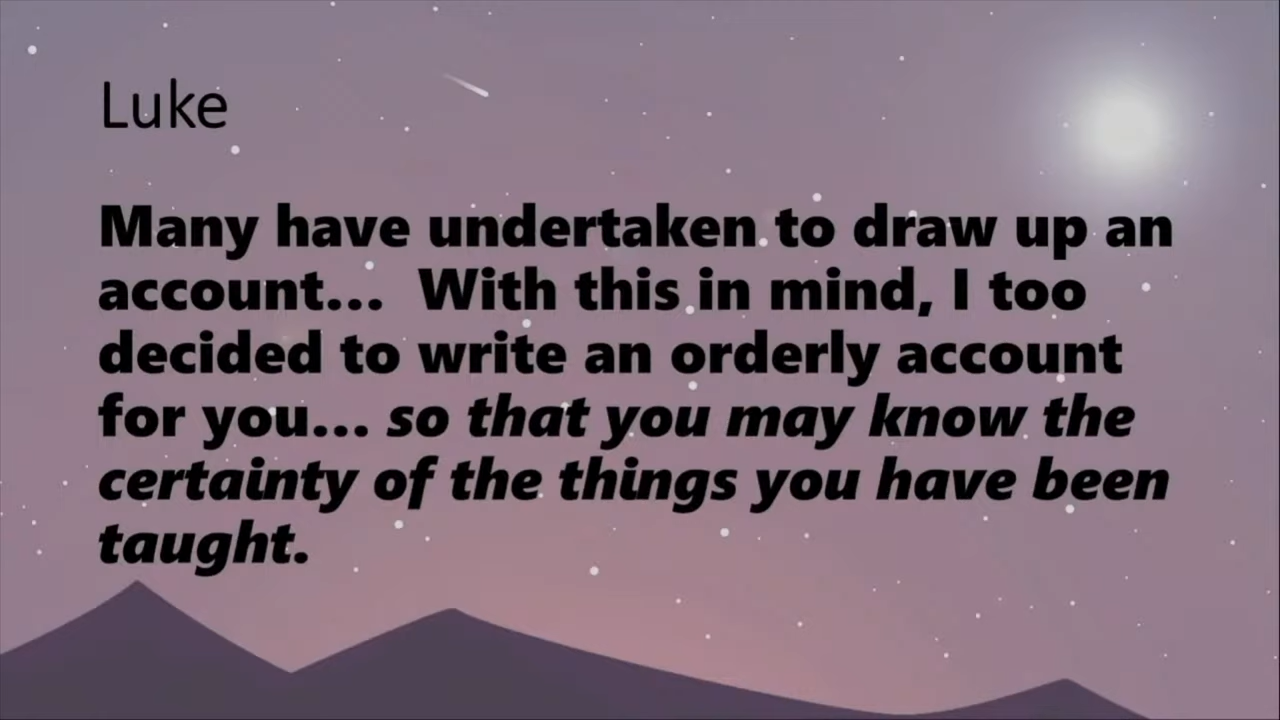 Luke
Many have undertaken to draw up an
account...  With this in mind, I too
decided to write an orderly account
for you... so that you may know the
certainty of the things you have been
taught.